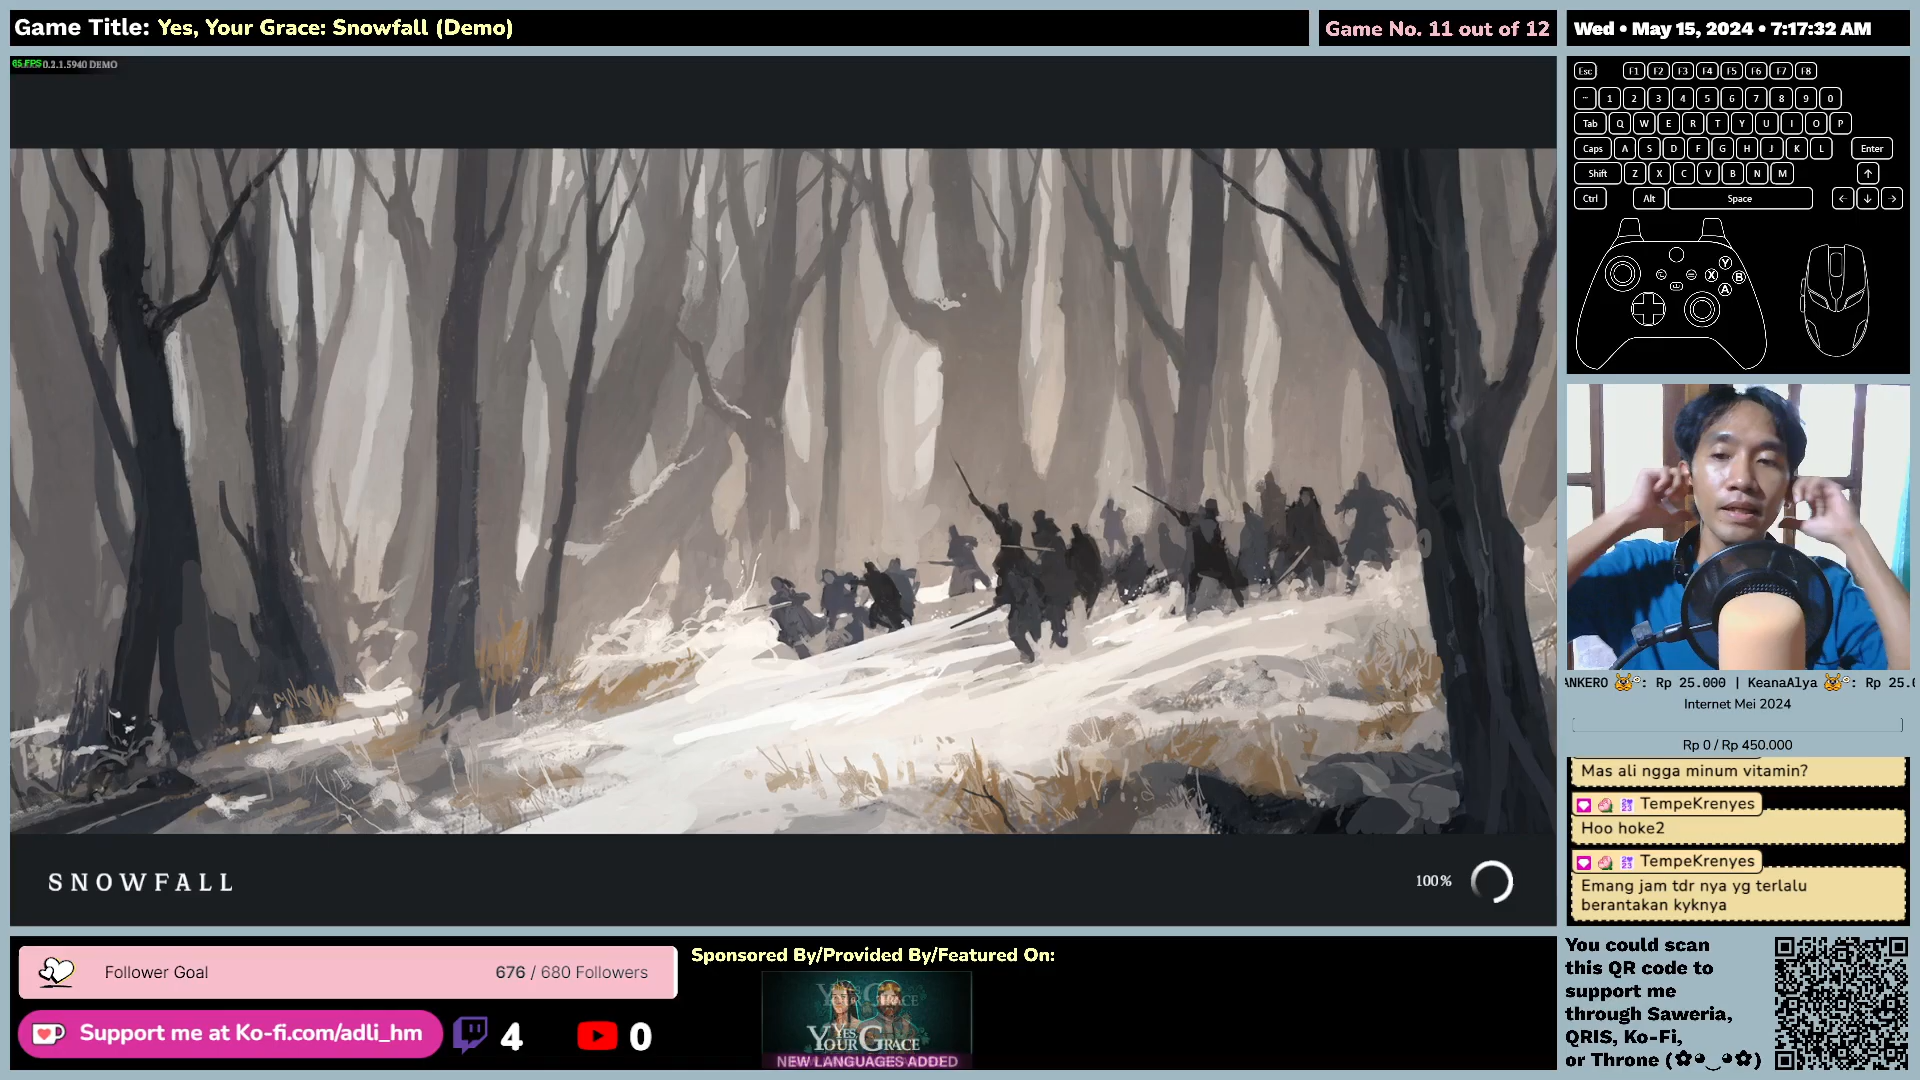 Game Title: Yes, Your Grace: Snowfall (Demo)
Game No. 11 out of 12
Wed • May 15, 2024 • 7:17:32 AM
65 FPS 0.2.1.5940 DEMO
Esc F1 F2 F3 F4 F5 F6 F7 F8
~ 1 2 3 4 5 6 7 8 9 0
Tab Q W E R T Y U I O P
Caps A S D F G H J K L Enter
Shift Z X C V B N M ↑
Ctrl Alt Space ← ↓ →
Y
X B
A
ANKERO : Rp 25.000 | KeanaAlya : Rp 25.0
Internet Mei 2024
Rp 0 / Rp 450.000
Mas ali ngga minum vitamin?
TempeKrenyes
Hoo hoke2
TempeKrenyes
Emang jam tdr nya yg terlalu
berantakan kyknya
SNOWFALL
100%
Follower Goal 676 / 680 Followers
Support me at Ko-fi.com/adli_hm
4
0
Sponsored By/Provided By/Featured On:
YES
YOUR GRACE
NEW LANGUAGES ADDED
You could scan
this QR code to
support me
through Saweria,
QRIS, Ko-Fi,
or Throne (✿◕‿◕✿)